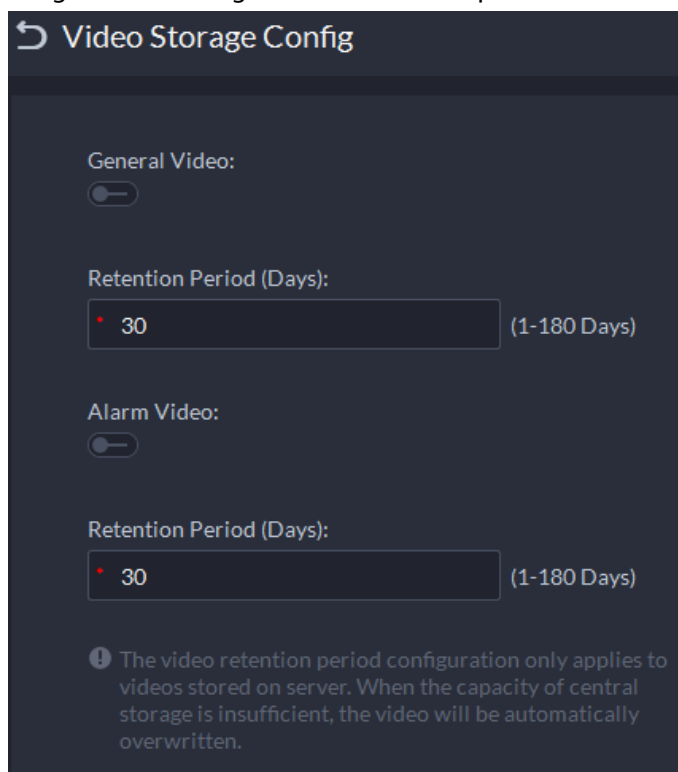 Video Storage Config
General Video:
Retention Period (Days):
* 30 (1-180 Days)
Alarm Video:
Retention Period (Days):
* 30 (1-180 Days)
The video retention period configuration only applies to
videos stored on server. When the capacity of central
storage is insufficient, the video will be automatically
overwritten.